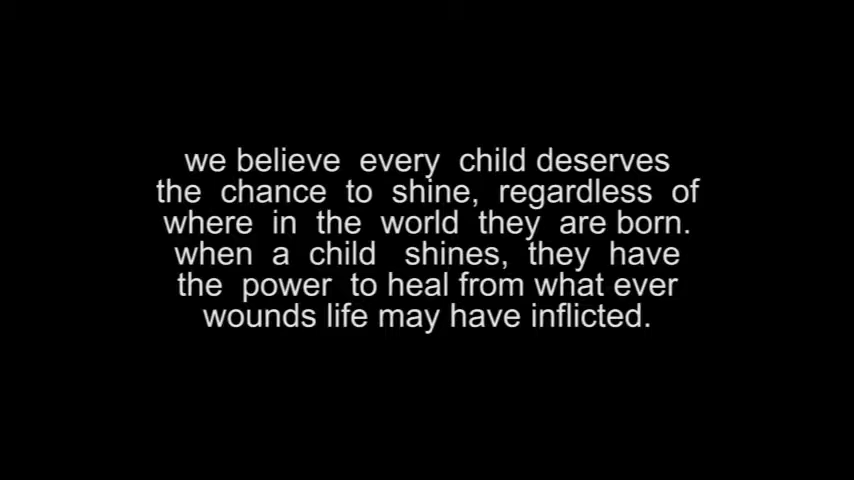 we believe every child deserves
the chance to shine, regardless of
where in the world they are born.
when a child shines, they have
the power to heal from what ever
wounds life may have inflicted.